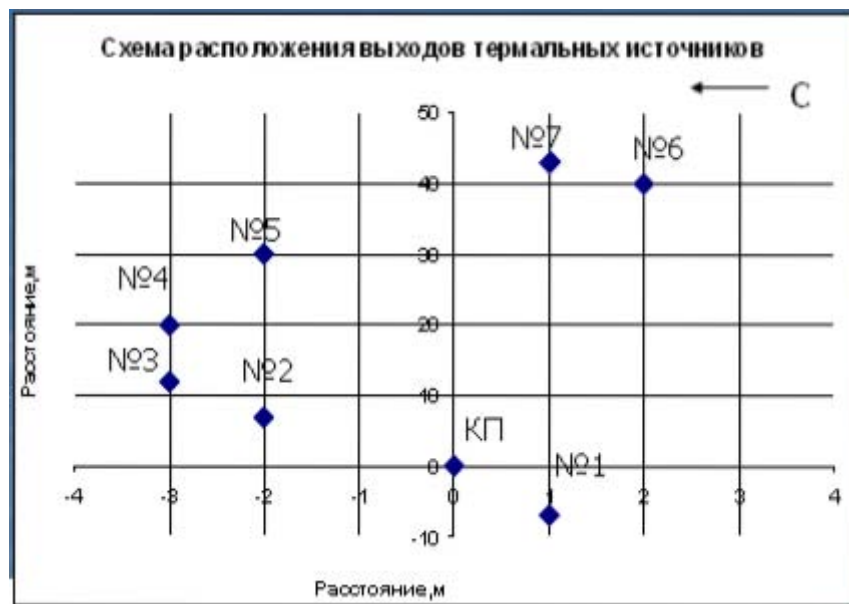 Схема расположения выходов термальных источников
С
50
№7
№6
40
№5
30
№4
20
№3
№2
10
КП
0
№1
-4 -3 -2 -1 0 1 2 3 4
-10
Расстояние,м
Расстояние,м